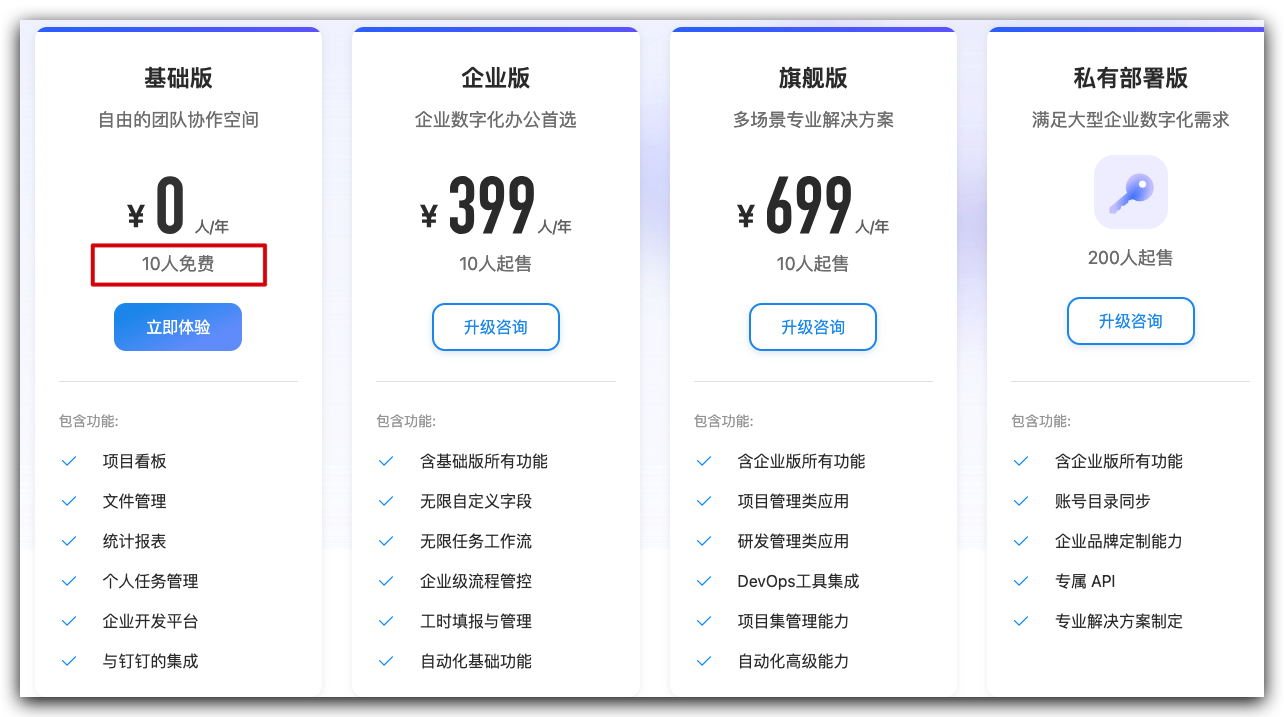 基础版
自由的团队协作空间
¥ 0 人/年
10人免费
立即体验
包含功能:
项目看板
文件管理
统计报表
个人任务管理
企业开发平台
与钉钉的集成
企业版
企业数字化办公首选
¥ 399 人/年
10人起售
升级咨询
包含功能:
含基础版所有功能
无限自定义字段
无限任务工作流
企业级流程管控
工时填报与管理
自动化基础功能
旗舰版
多场景专业解决方案
¥ 699 人/年
10人起售
升级咨询
包含功能:
含企业版所有功能
项目管理类应用
研发管理类应用
DevOps工具集成
项目集管理能力
自动化高级能力
私有部署版
满足大型企业数字化需求
200人起售
升级咨询
包含功能:
含企业版所有功能
账号目录同步
企业品牌定制能力
专属 API
专业解决方案制定